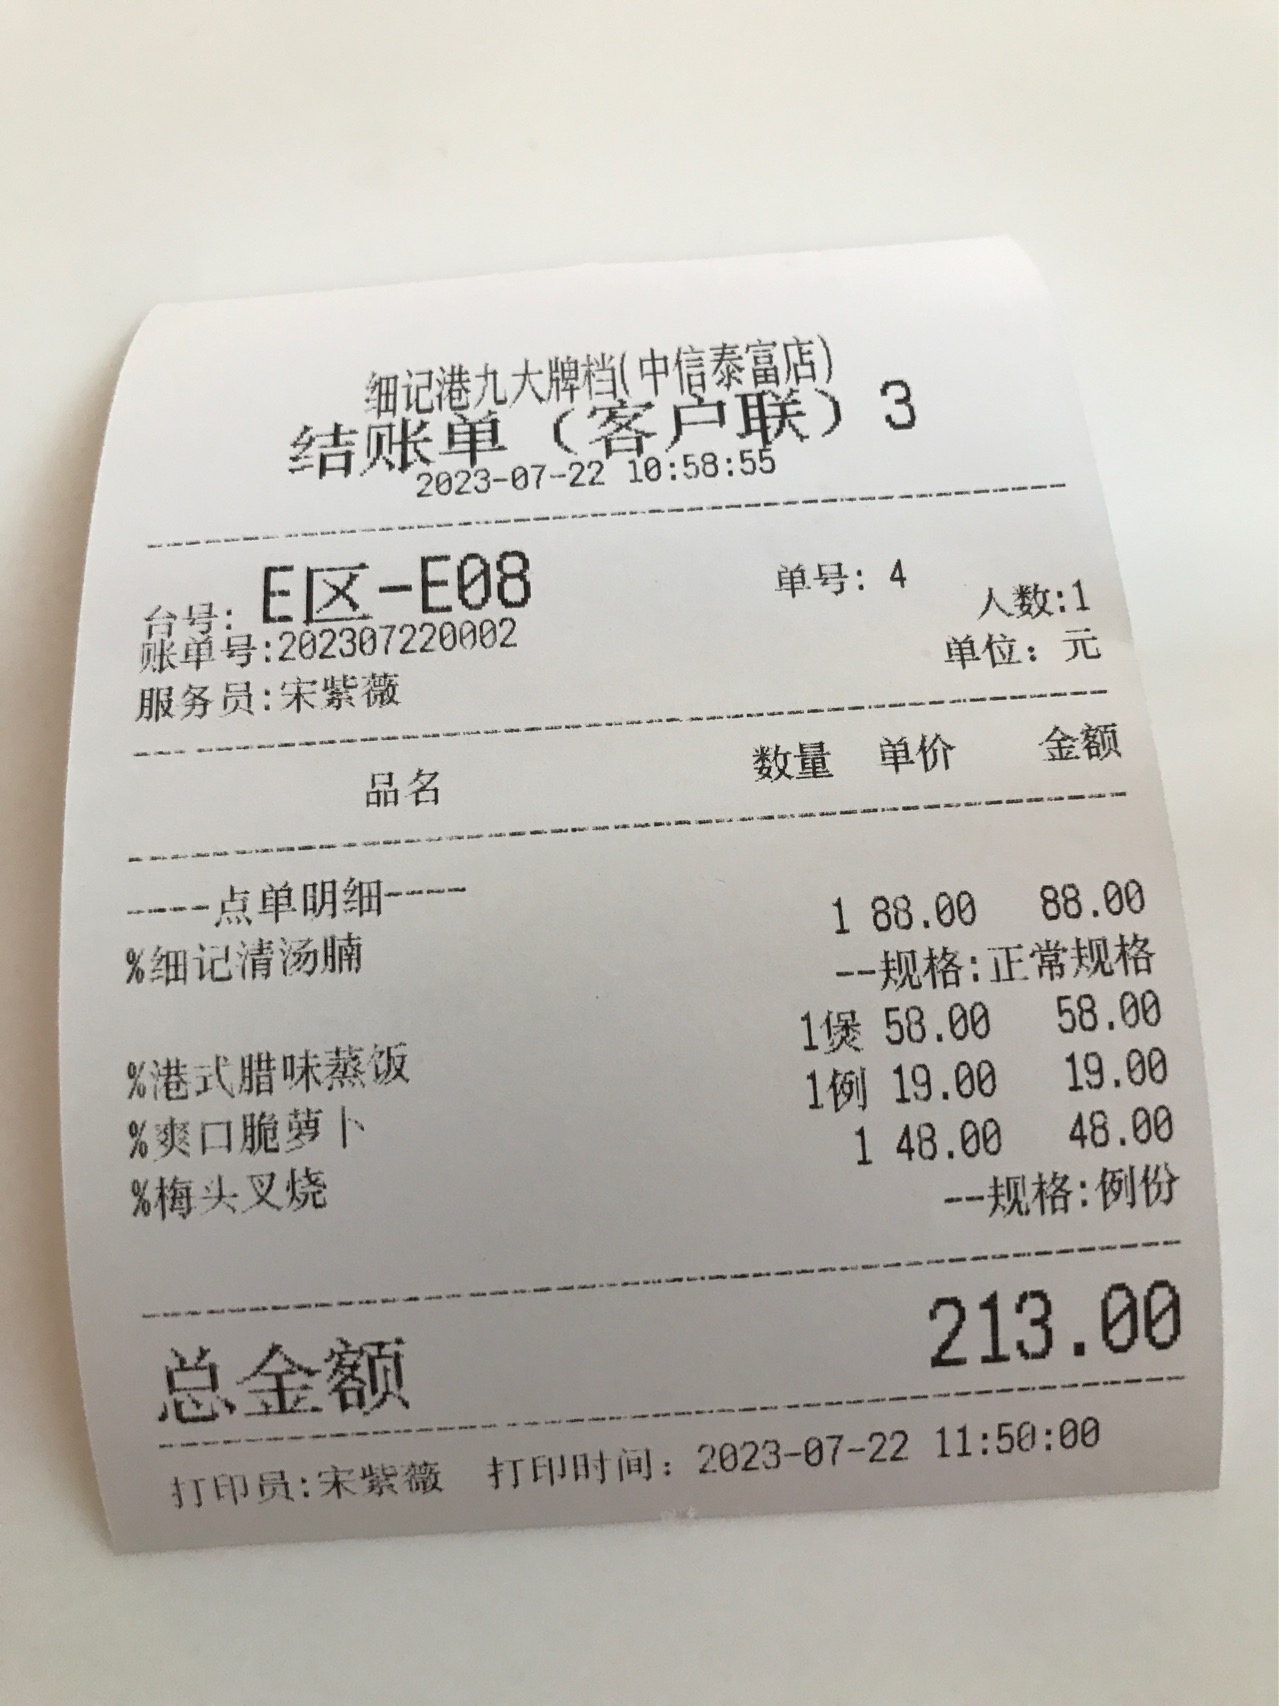 细记港九大牌档(中信泰富店)
结账单（客户联）3
2023-07-22 10:58:55
台号: E区-E08 单号: 4
人数:1
账单号:202307220002
单位: 元
服务员:宋紫薇
品名 数量 单价 金额
----点单明细----
%细记清汤腩 1 88.00 88.00
--规格:正常规格
%港式腊味蒸饭 1煲 58.00 58.00
%爽口脆萝卜 1例 19.00 19.00
%梅头叉烧 1 48.00 48.00
--规格:例份
总金额 213.00
打印员:宋紫薇 打印时间: 2023-07-22 11:50:00